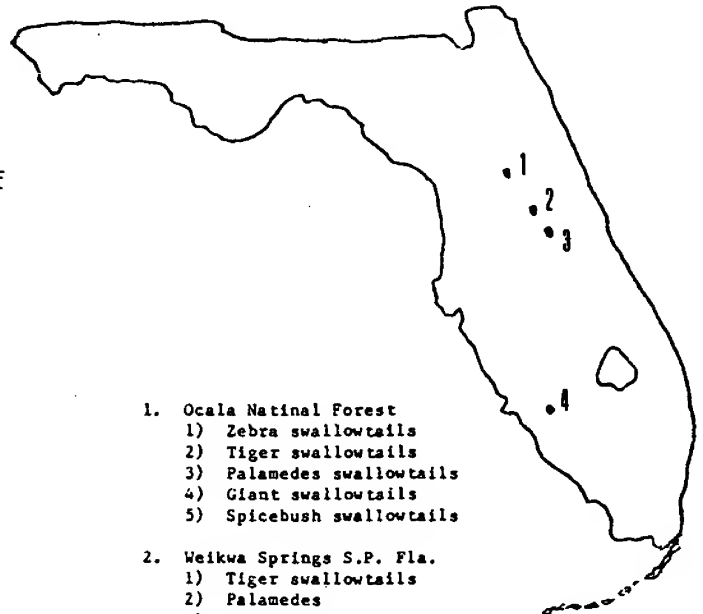 E
1
2
3
4
1. Ocala Natinal Forest
1) Zebra swallowtails
2) Tiger swallowtails
3) Palamedes swallowtails
4) Giant swallowtails
5) Spicebush swallowtails
2. Weikwa Springs S.P. Fla.
1) Tiger swallowtails
2) Palamedes